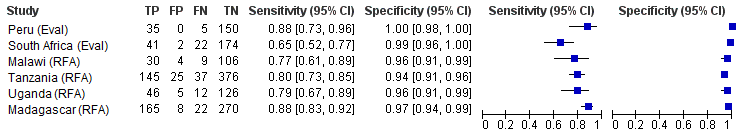 Study TP FP FN TN Sensitivity (95% CI) Specificity (95% CI) Sensitivity (95% CI) Specificity (95% CI)
Peru (Eval) 35 0 5 150 0.88 [0.73, 0.96] 1.00 [0.98, 1.00]
South Africa (Eval) 41 2 22 174 0.65 [0.52, 0.77] 0.99 [0.96, 1.00]
Malawi (RFA) 30 4 9 106 0.77 [0.61, 0.89] 0.96 [0.91, 0.99]
Tanzania (RFA) 145 25 37 376 0.80 [0.73, 0.85] 0.94 [0.91, 0.96]
Uganda (RFA) 46 5 12 126 0.79 [0.67, 0.89] 0.96 [0.91, 0.99]
Madagascar (RFA) 165 8 22 270 0.88 [0.83, 0.92] 0.97 [0.94, 0.99]
0 0.2 0.4 0.6 0.8 1 0 0.2 0.4 0.6 0.8 1